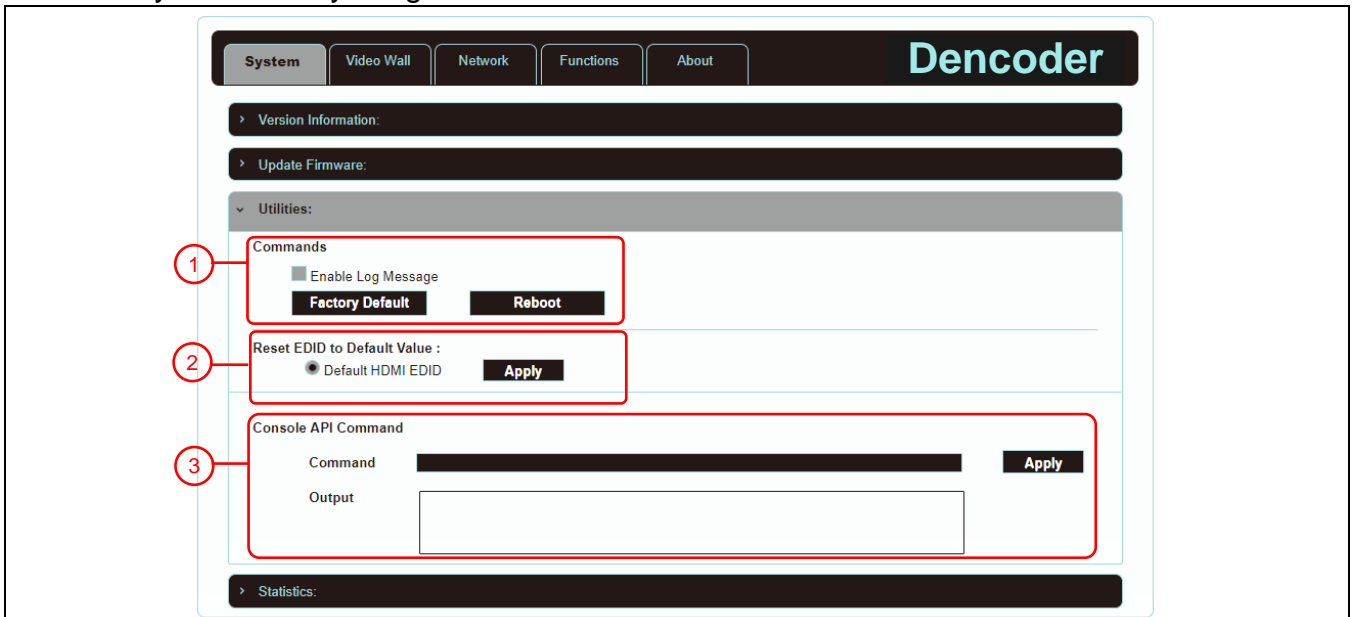 System Video Wall Network Functions About Dencoder
› Version Information:
› Update Firmware:
Utilities:
Commands
1
Enable Log Message
Factory Default Reboot
Reset EDID to Default Value :
2
Default HDMI EDID Apply
Console API Command
3 Command Apply
Output
› Statistics: